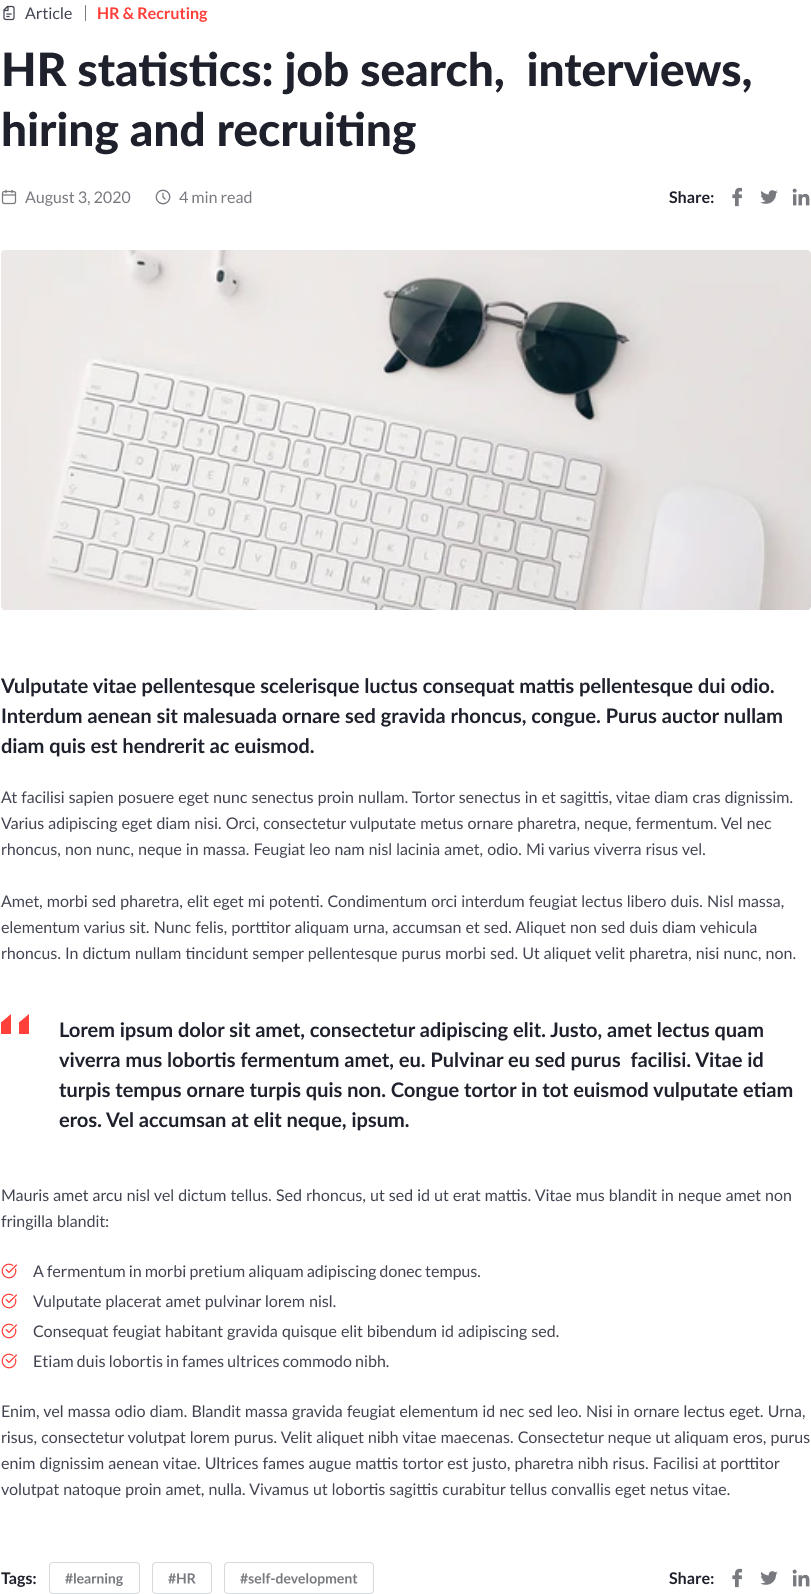 Article | HR & Recruting
HR statistics: job search, interviews,
hiring and recruiting
August 3, 2020 4 min read Share:
Vulputate vitae pellentesque scelerisque luctus consequat mattis pellentesque dui odio.
Interdum aenean sit malesuada ornare sed gravida rhoncus, congue. Purus auctor nullam
diam quis est hendrerit ac euismod.
At facilisi sapien posuere eget nunc senectus proin nullam. Tortor senectus in et sagittis, vitae diam cras dignissim.
Varius adipiscing eget diam nisi. Orci, consectetur vulputate metus ornare pharetra, neque, fermentum. Vel nec
rhoncus, non nunc, neque in massa. Feugiat leo nam nisl lacinia amet, odio. Mi varius viverra risus vel.
Amet, morbi sed pharetra, elit eget mi potenti. Condimentum orci interdum feugiat lectus libero duis. Nisl massa,
elementum varius sit. Nunc felis, porttitor aliquam urna, accumsan et sed. Aliquet non sed duis diam vehicula
rhoncus. In dictum nullam tincidunt semper pellentesque purus morbi sed. Ut aliquet velit pharetra, nisi nunc, non.
Lorem ipsum dolor sit amet, consectetur adipiscing elit. Justo, amet lectus quam
viverra mus lobortis fermentum amet, eu. Pulvinar eu sed purus facilisi. Vitae id
turpis tempus ornare turpis quis non. Congue tortor in tot euismod vulputate etiam
eros. Vel accumsan at elit neque, ipsum.
Mauris amet arcu nisl vel dictum tellus. Sed rhoncus, ut sed id ut erat mattis. Vitae mus blandit in neque amet non
fringilla blandit:
A fermentum in morbi pretium aliquam adipiscing donec tempus.
Vulputate placerat amet pulvinar lorem nisl.
Consequat feugiat habitant gravida quisque elit bibendum id adipiscing sed.
Etiam duis lobortis in fames ultrices commodo nibh.
Enim, vel massa odio diam. Blandit massa gravida feugiat elementum id nec sed leo. Nisi in ornare lectus eget. Urna,
risus, consectetur volutpat lorem purus. Velit aliquet nibh vitae maecenas. Consectetur neque ut aliquam eros, purus
enim dignissim aenean vitae. Ultrices fames augue mattis tortor est justo, pharetra nibh risus. Facilisi at porttitor
volutpat natoque proin amet, nulla. Vivamus ut lobortis sagittis curabitur tellus convallis eget netus vitae.
Tags: #learning #HR #self-development Share: